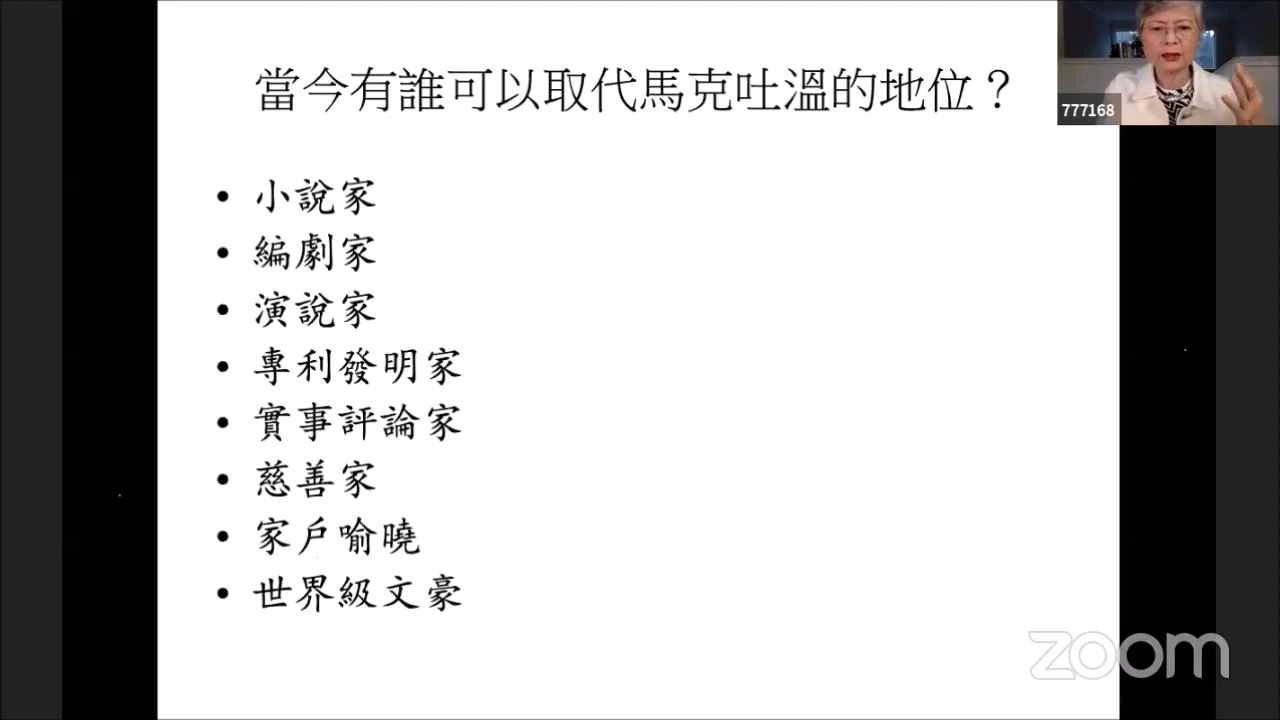 當今有誰可以取代馬克吐溫的地位？
777168
• 小說家
• 編劇家
• 演說家
• 專利發明家
• 實事評論家
• 慈善家
• 家戶喻曉
• 世界級文豪
zoom